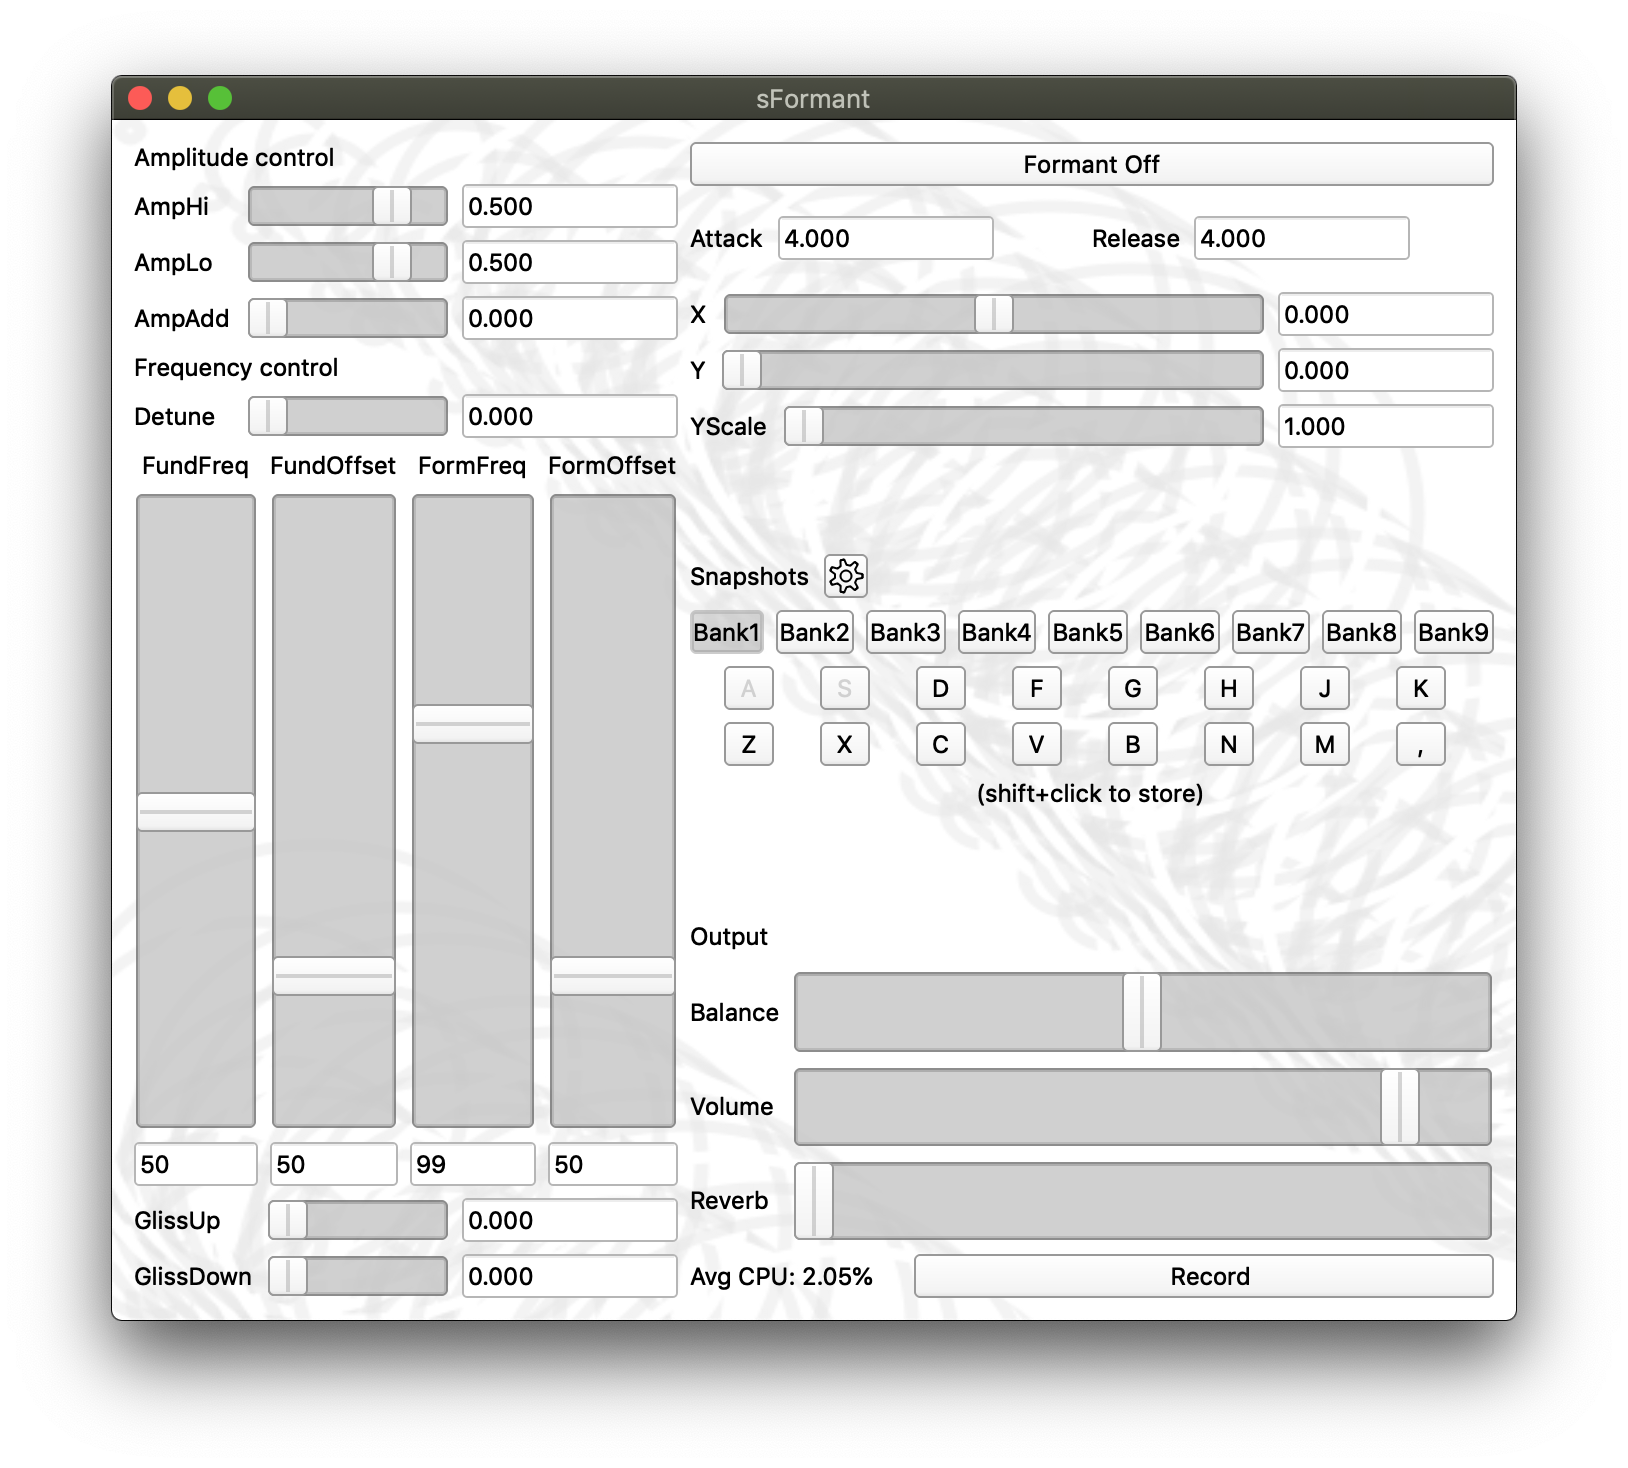 sFormant
Amplitude control
AmpHi 0.500
AmpLo 0.500
AmpAdd 0.000
Frequency control
Detune 0.000
FundFreq FundOffset FormFreq FormOffset
50 50 99 50
GlissUp 0.000
GlissDown 0.000
Formant Off
Attack 4.000 Release 4.000
X 0.000
Y 0.000
YScale 1.000
Snapshots
Bank1 Bank2 Bank3 Bank4 Bank5 Bank6 Bank7 Bank8 Bank9
A S D F G H J K
Z X C V B N M ,
(shift+click to store)
Output
Balance
Volume
Reverb
Avg CPU: 2.05% Record